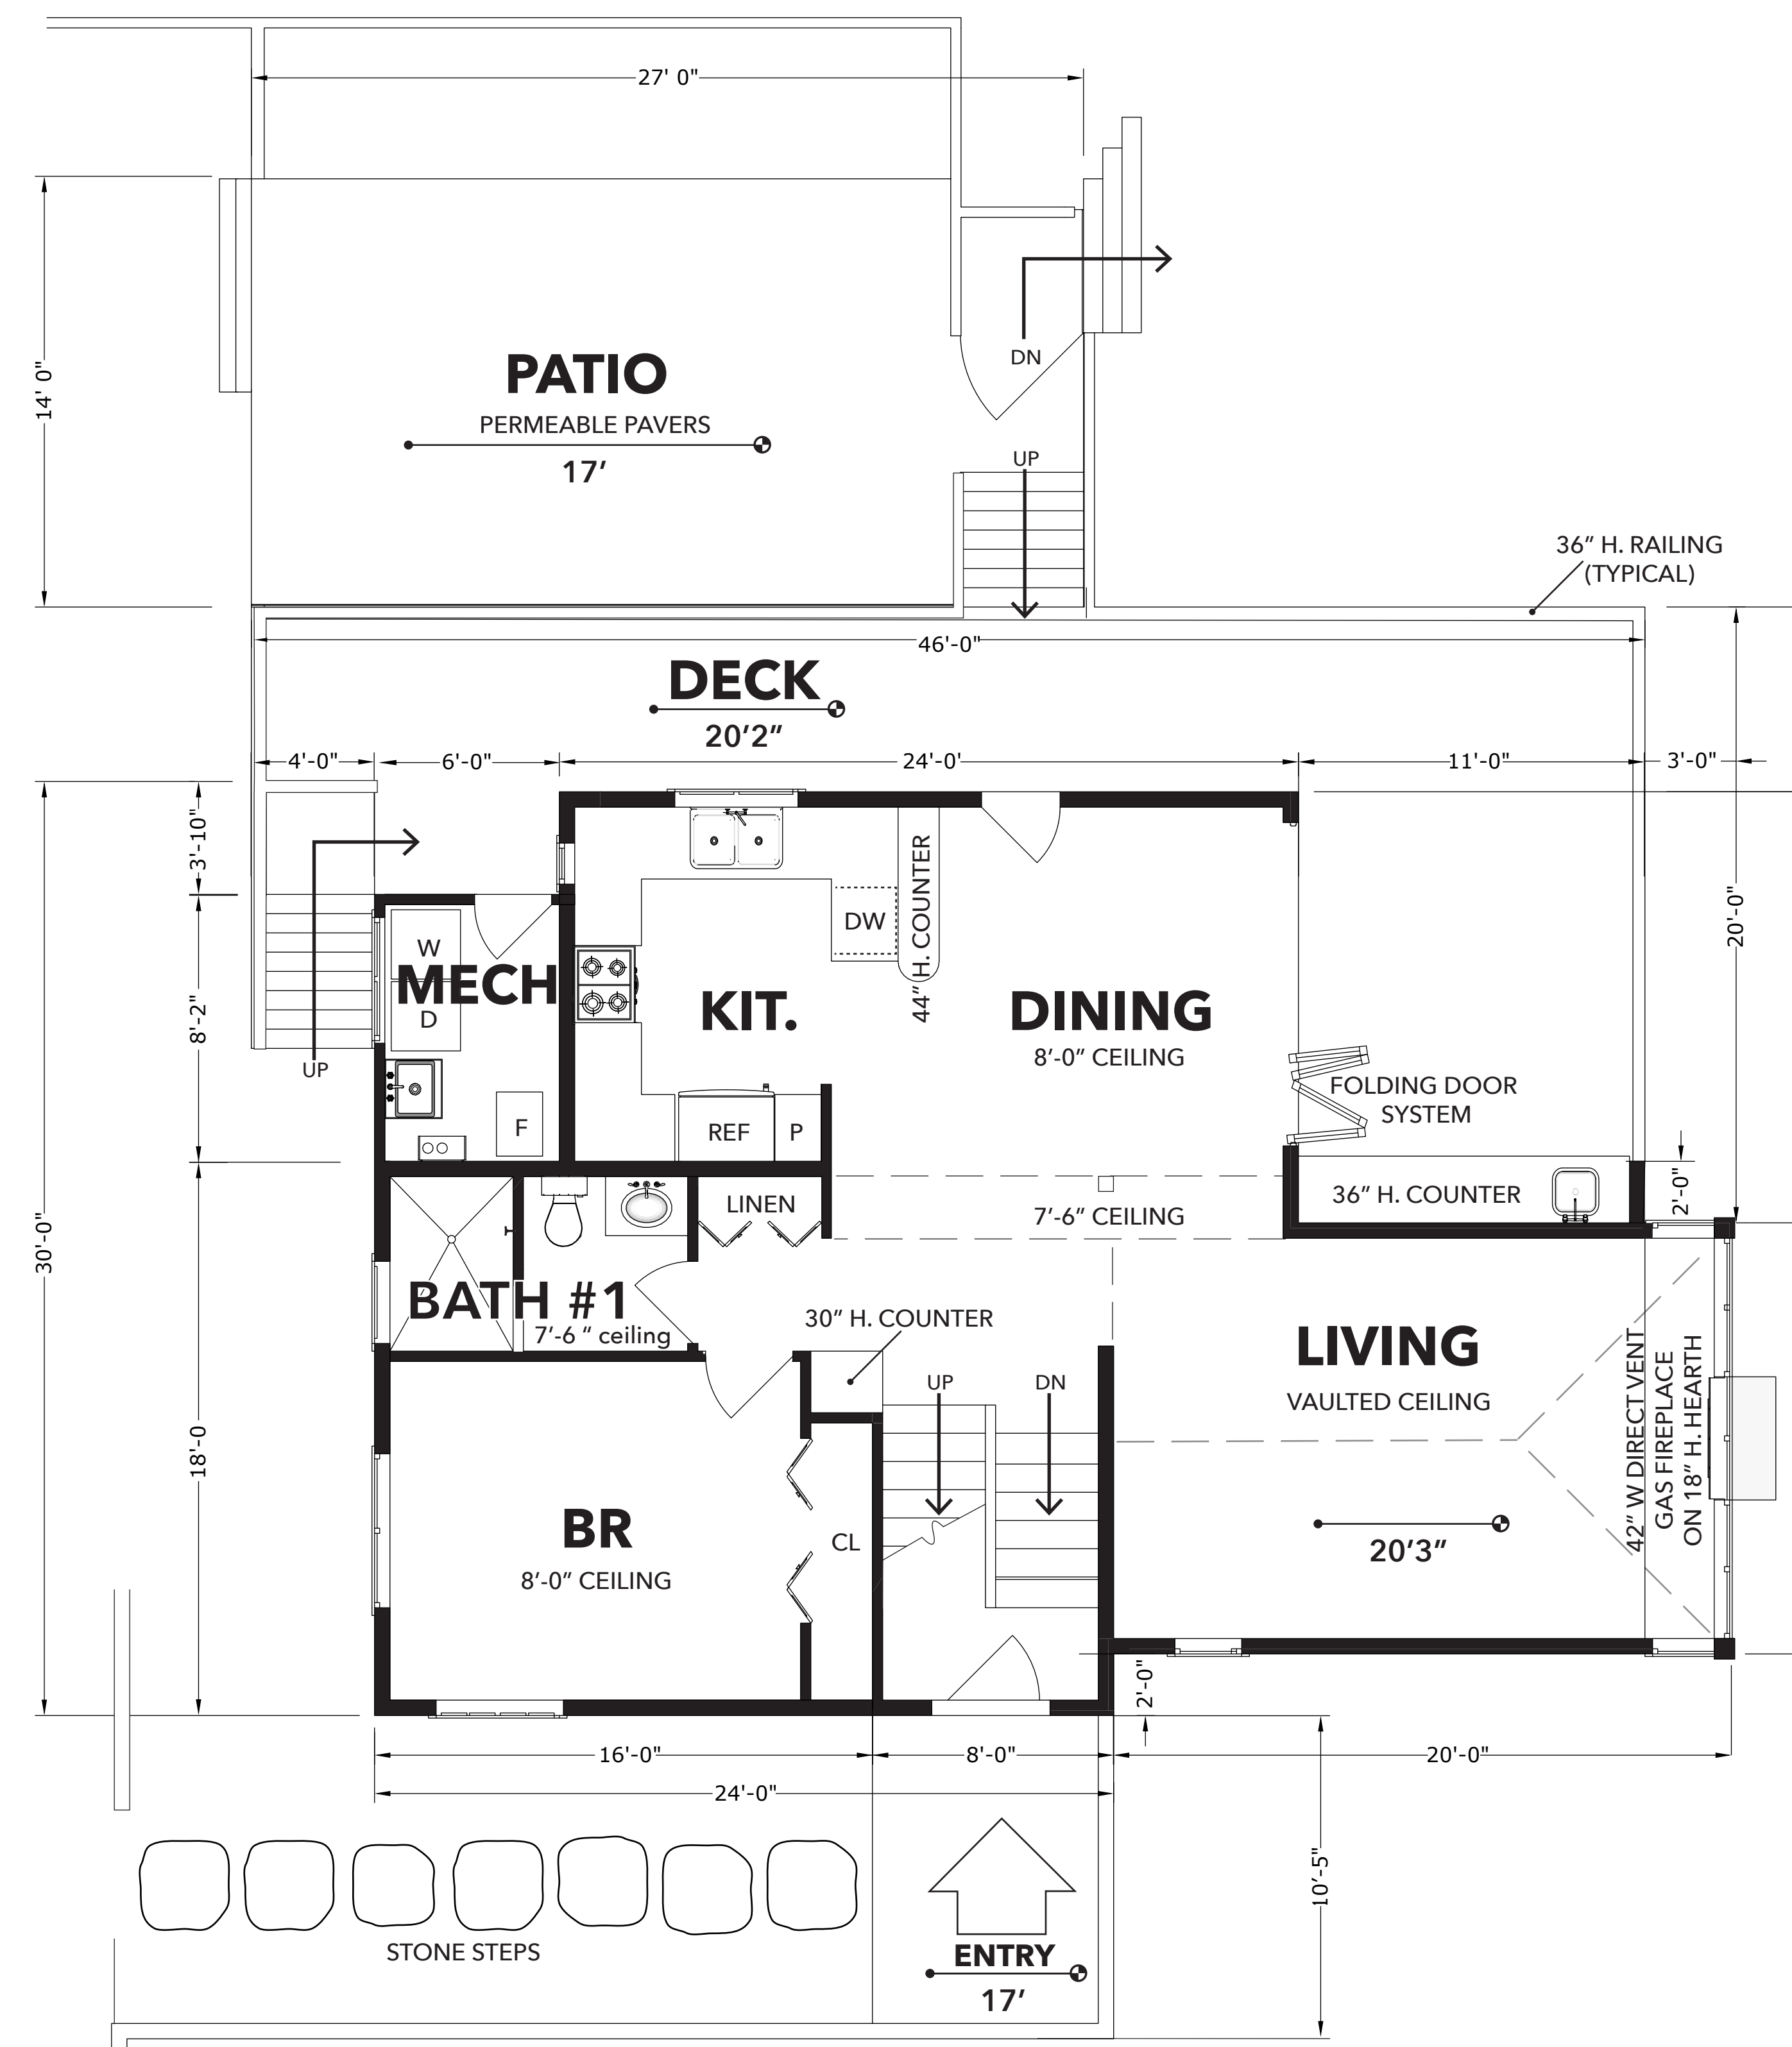 27' 0"
14' 0"
PATIO
PERMEABLE PAVERS
17’
DN
UP
36” H. RAILING
(TYPICAL)
46'-0"
DECK
20’2”
4'-0"
6'-0"
24'-0'
11'-0"
3'-0"
3'-10"
8'-2"
18'-0
30'-0"
20'-0"
2'-0"
UP
W
MECH
D
F
KIT.
DW
44” H. COUNTER
DINING
8’-0” CEILING
REF
P
FOLDING DOOR
SYSTEM
36” H. COUNTER
LINEN
7’-6” CEILING
BATH #1
7’-6 “ ceiling
30” H. COUNTER
UP
DN
LIVING
VAULTED CEILING
42” W DIRECT VENT
GAS FIREPLACE
ON 18” H. HEARTH
BR
8’-0” CEILING
CL
20’3”
2'-0"
16'-0"
8'-0"
20'-0"
24'-0"
10’-5"
STONE STEPS
ENTRY
17’